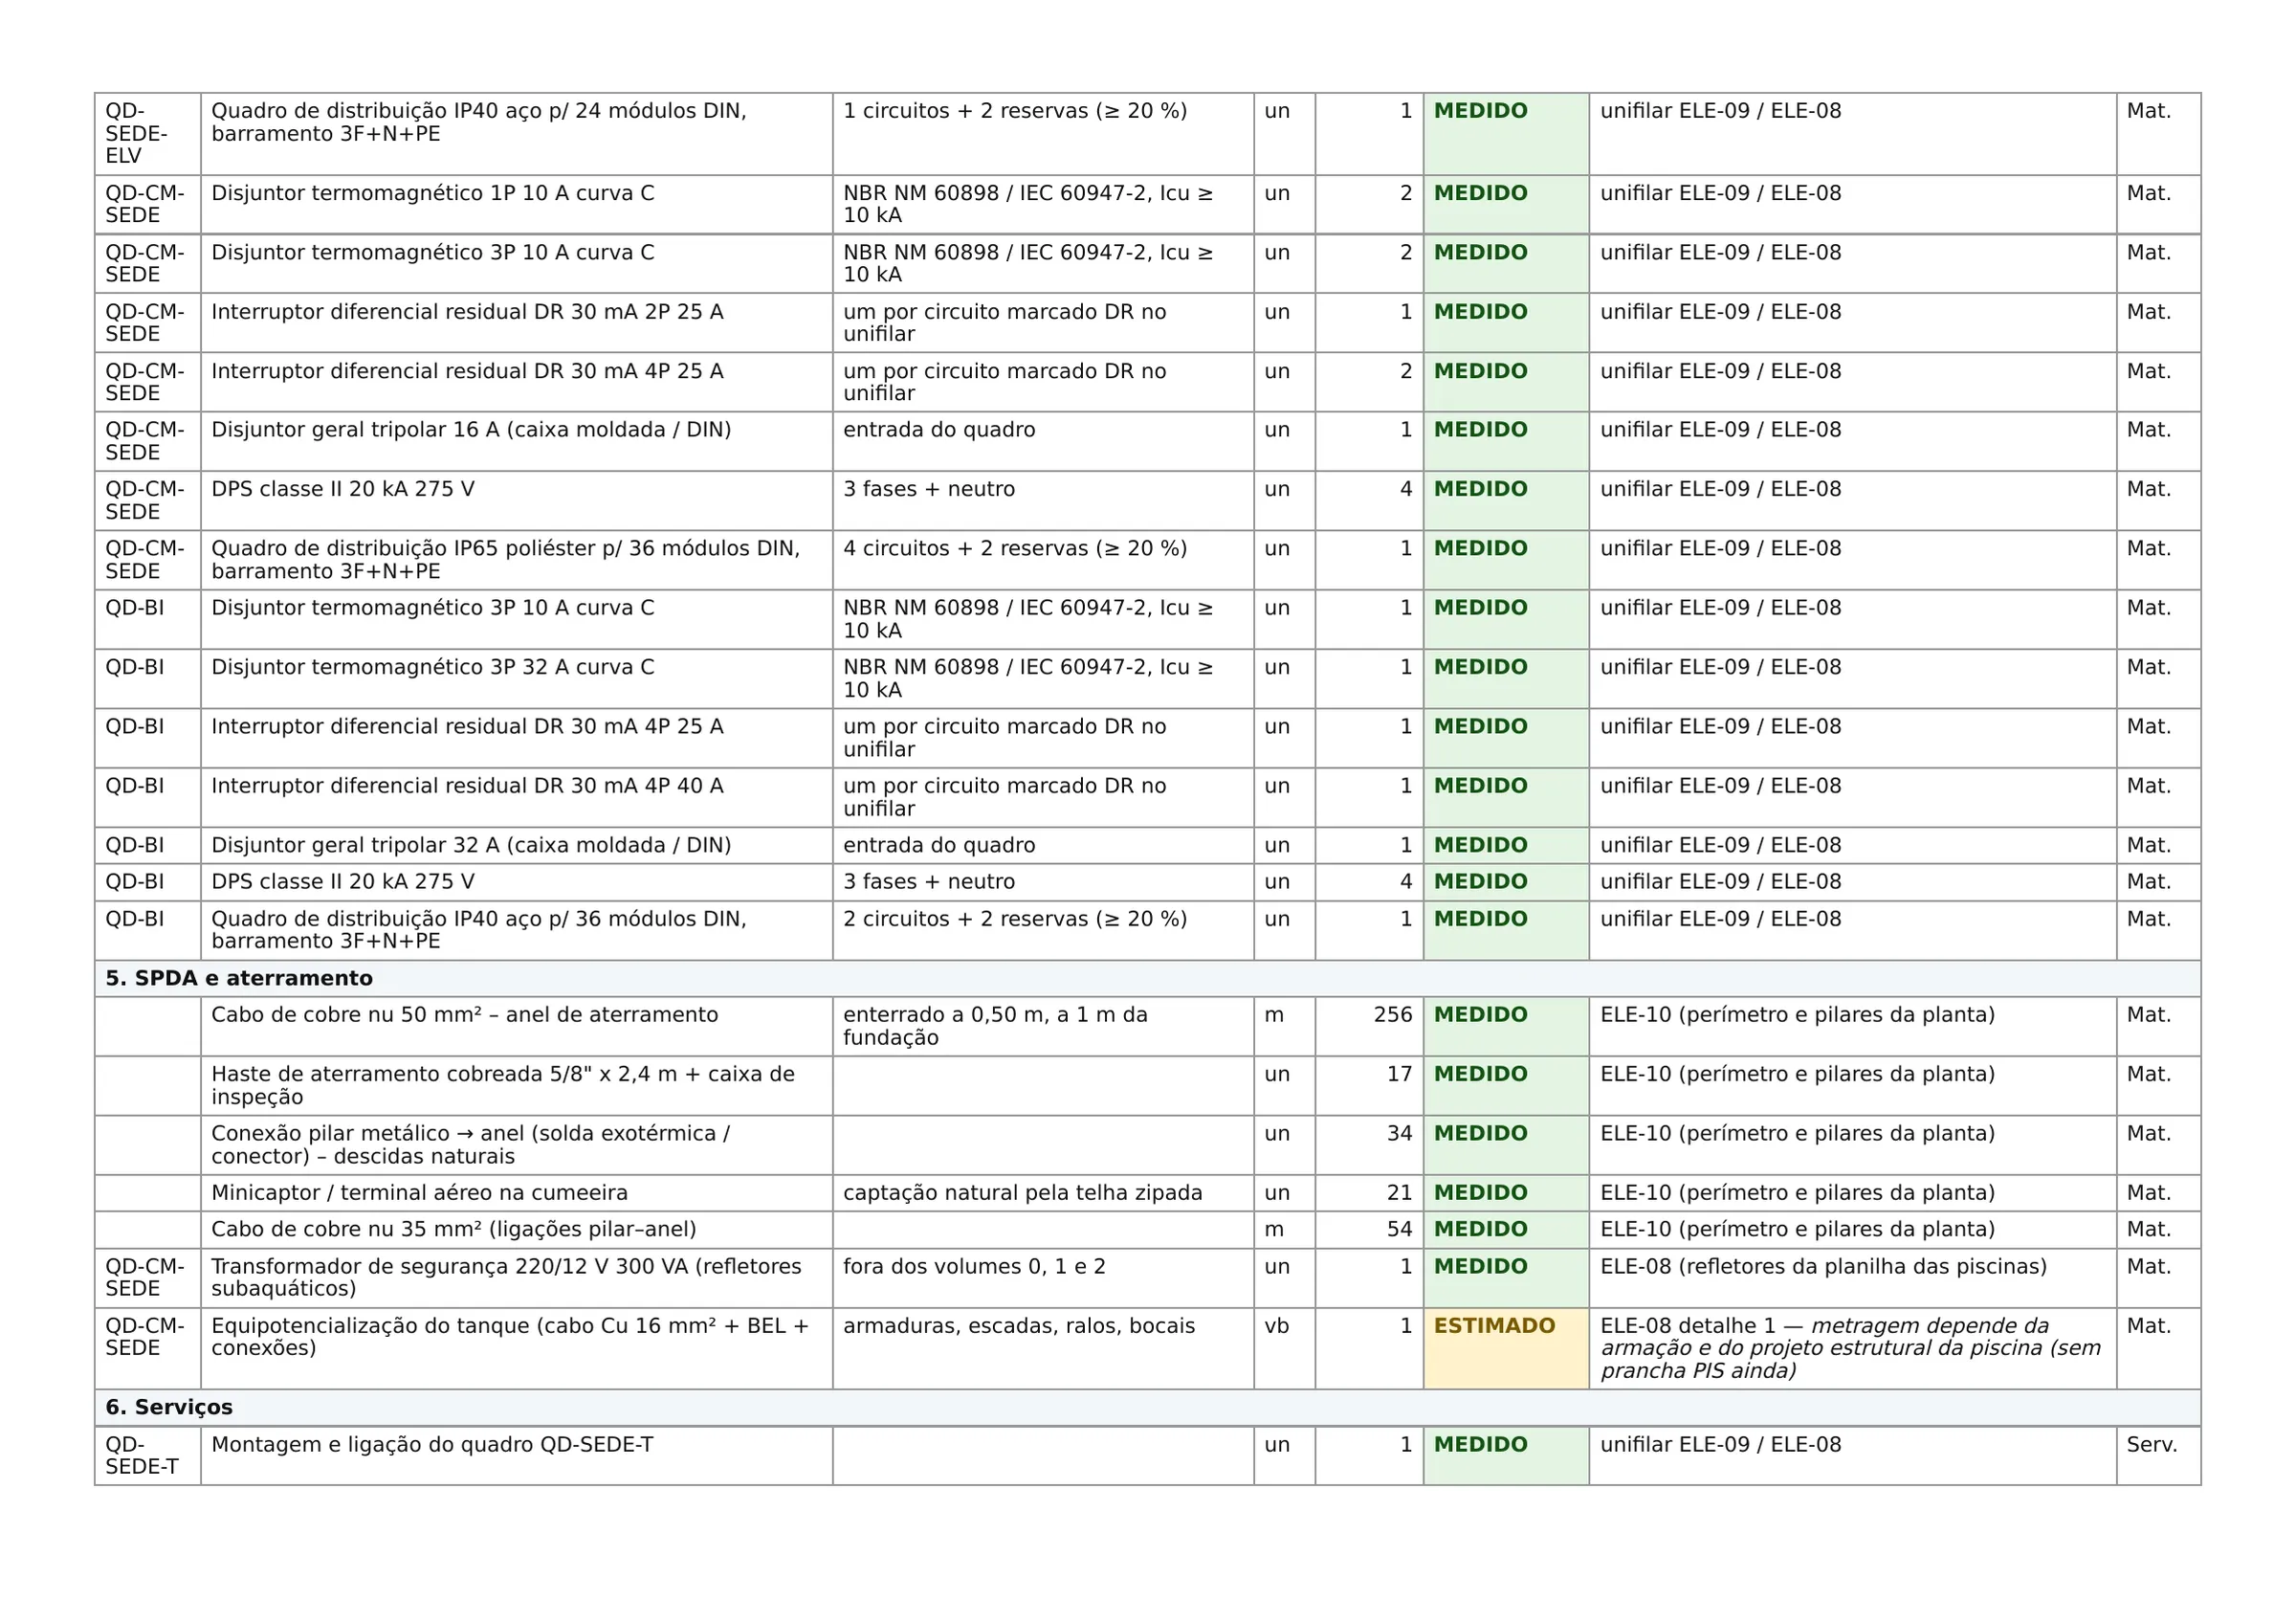 QD-
SEDE-
ELV
Quadro de distribuição IP40 aço p/ 24 módulos DIN,
barramento 3F+N+PE
1 circuitos + 2 reservas (≥ 20 %)
un
1
MEDIDO
unifilar ELE-09 / ELE-08
Mat.
QD-CM-
SEDE
Disjuntor termomagnético 1P 10 A curva C
NBR NM 60898 / IEC 60947-2, Icu ≥
10 kA
un
2
MEDIDO
unifilar ELE-09 / ELE-08
Mat.
QD-CM-
SEDE
Disjuntor termomagnético 3P 10 A curva C
NBR NM 60898 / IEC 60947-2, Icu ≥
10 kA
un
2
MEDIDO
unifilar ELE-09 / ELE-08
Mat.
QD-CM-
SEDE
Interruptor diferencial residual DR 30 mA 2P 25 A
um por circuito marcado DR no
unifilar
un
1
MEDIDO
unifilar ELE-09 / ELE-08
Mat.
QD-CM-
SEDE
Interruptor diferencial residual DR 30 mA 4P 25 A
um por circuito marcado DR no
unifilar
un
2
MEDIDO
unifilar ELE-09 / ELE-08
Mat.
QD-CM-
SEDE
Disjuntor geral tripolar 16 A (caixa moldada / DIN)
entrada do quadro
un
1
MEDIDO
unifilar ELE-09 / ELE-08
Mat.
QD-CM-
SEDE
DPS classe II 20 kA 275 V
3 fases + neutro
un
4
MEDIDO
unifilar ELE-09 / ELE-08
Mat.
QD-CM-
SEDE
Quadro de distribuição IP65 poliéster p/ 36 módulos DIN,
barramento 3F+N+PE
4 circuitos + 2 reservas (≥ 20 %)
un
1
MEDIDO
unifilar ELE-09 / ELE-08
Mat.
QD-BI
Disjuntor termomagnético 3P 10 A curva C
NBR NM 60898 / IEC 60947-2, Icu ≥
10 kA
un
1
MEDIDO
unifilar ELE-09 / ELE-08
Mat.
QD-BI
Disjuntor termomagnético 3P 32 A curva C
NBR NM 60898 / IEC 60947-2, Icu ≥
10 kA
un
1
MEDIDO
unifilar ELE-09 / ELE-08
Mat.
QD-BI
Interruptor diferencial residual DR 30 mA 4P 25 A
um por circuito marcado DR no
unifilar
un
1
MEDIDO
unifilar ELE-09 / ELE-08
Mat.
QD-BI
Interruptor diferencial residual DR 30 mA 4P 40 A
um por circuito marcado DR no
unifilar
un
1
MEDIDO
unifilar ELE-09 / ELE-08
Mat.
QD-BI
Disjuntor geral tripolar 32 A (caixa moldada / DIN)
entrada do quadro
un
1
MEDIDO
unifilar ELE-09 / ELE-08
Mat.
QD-BI
DPS classe II 20 kA 275 V
3 fases + neutro
un
4
MEDIDO
unifilar ELE-09 / ELE-08
Mat.
QD-BI
Quadro de distribuição IP40 aço p/ 36 módulos DIN,
barramento 3F+N+PE
2 circuitos + 2 reservas (≥ 20 %)
un
1
MEDIDO
unifilar ELE-09 / ELE-08
Mat.
5. SPDA e aterramento
Cabo de cobre nu 50 mm² – anel de aterramento
enterrado a 0,50 m, a 1 m da
fundação
m
256
MEDIDO
ELE-10 (perímetro e pilares da planta)
Mat.
Haste de aterramento cobreada 5/8" x 2,4 m + caixa de
inspeção
un
17
MEDIDO
ELE-10 (perímetro e pilares da planta)
Mat.
Conexão pilar metálico → anel (solda exotérmica /
conector) – descidas naturais
un
34
MEDIDO
ELE-10 (perímetro e pilares da planta)
Mat.
Minicaptor / terminal aéreo na cumeeira
captação natural pela telha zipada
un
21
MEDIDO
ELE-10 (perímetro e pilares da planta)
Mat.
Cabo de cobre nu 35 mm² (ligações pilar–anel)
m
54
MEDIDO
ELE-10 (perímetro e pilares da planta)
Mat.
QD-CM-
SEDE
Transformador de segurança 220/12 V 300 VA (refletores
subaquáticos)
fora dos volumes 0, 1 e 2
un
1
MEDIDO
ELE-08 (refletores da planilha das piscinas)
Mat.
QD-CM-
SEDE
Equipotencialização do tanque (cabo Cu 16 mm² + BEL +
conexões)
armaduras, escadas, ralos, bocais
vb
1
ESTIMADO
ELE-08 detalhe 1 — metragem depende da
armação e do projeto estrutural da piscina (sem
prancha PIS ainda)
Mat.
6. Serviços
QD-
SEDE-T
Montagem e ligação do quadro QD-SEDE-T
un
1
MEDIDO
unifilar ELE-09 / ELE-08
Serv.